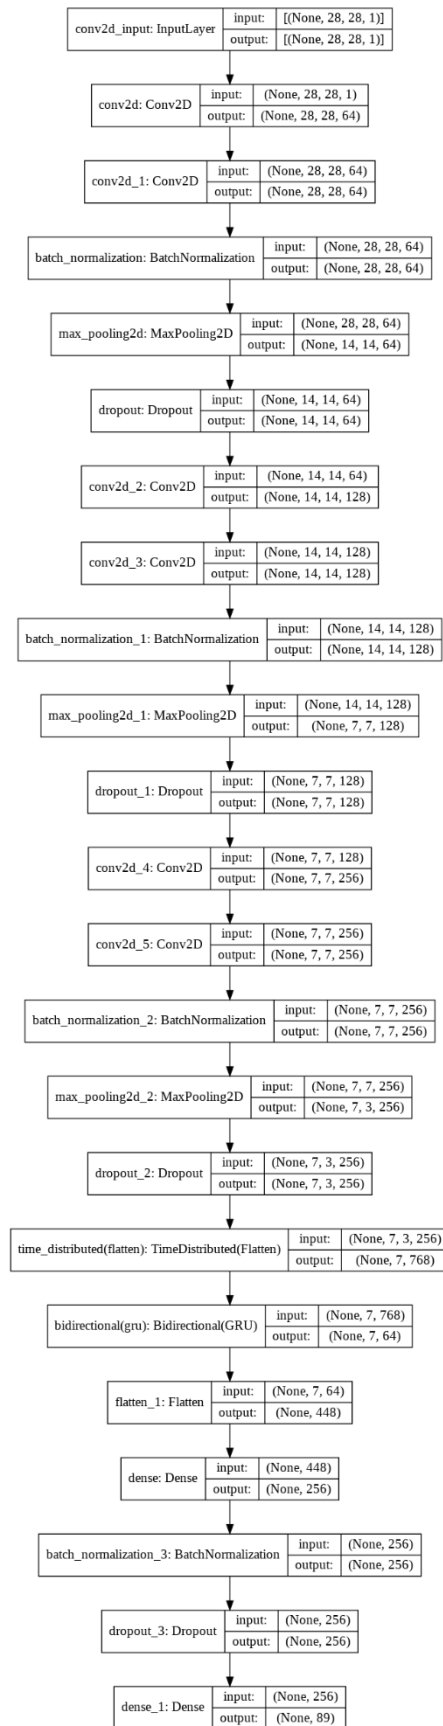 conv2d_input: InputLayer
input: [(None, 28, 28, 1)]
output: [(None, 28, 28, 1)]
conv2d: Conv2D
input: (None, 28, 28, 1)
output: (None, 28, 28, 64)
conv2d_1: Conv2D
input: (None, 28, 28, 64)
output: (None, 28, 28, 64)
batch_normalization: BatchNormalization
input: (None, 28, 28, 64)
output: (None, 28, 28, 64)
max_pooling2d: MaxPooling2D
input: (None, 28, 28, 64)
output: (None, 14, 14, 64)
dropout: Dropout
input: (None, 14, 14, 64)
output: (None, 14, 14, 64)
conv2d_2: Conv2D
input: (None, 14, 14, 64)
output: (None, 14, 14, 128)
conv2d_3: Conv2D
input: (None, 14, 14, 128)
output: (None, 14, 14, 128)
batch_normalization_1: BatchNormalization
input: (None, 14, 14, 128)
output: (None, 14, 14, 128)
max_pooling2d_1: MaxPooling2D
input: (None, 14, 14, 128)
output: (None, 7, 7, 128)
dropout_1: Dropout
input: (None, 7, 7, 128)
output: (None, 7, 7, 128)
conv2d_4: Conv2D
input: (None, 7, 7, 128)
output: (None, 7, 7, 256)
conv2d_5: Conv2D
input: (None, 7, 7, 256)
output: (None, 7, 7, 256)
batch_normalization_2: BatchNormalization
input: (None, 7, 7, 256)
output: (None, 7, 7, 256)
max_pooling2d_2: MaxPooling2D
input: (None, 7, 7, 256)
output: (None, 7, 3, 256)
dropout_2: Dropout
input: (None, 7, 3, 256)
output: (None, 7, 3, 256)
time_distributed(flatten): TimeDistributed(Flatten)
input: (None, 7, 3, 256)
output: (None, 7, 768)
bidirectional(gru): Bidirectional(GRU)
input: (None, 7, 768)
output: (None, 7, 64)
flatten_1: Flatten
input: (None, 7, 64)
output: (None, 448)
dense: Dense
input: (None, 448)
output: (None, 256)
batch_normalization_3: BatchNormalization
input: (None, 256)
output: (None, 256)
dropout_3: Dropout
input: (None, 256)
output: (None, 256)
dense_1: Dense
input: (None, 256)
output: (None, 89)